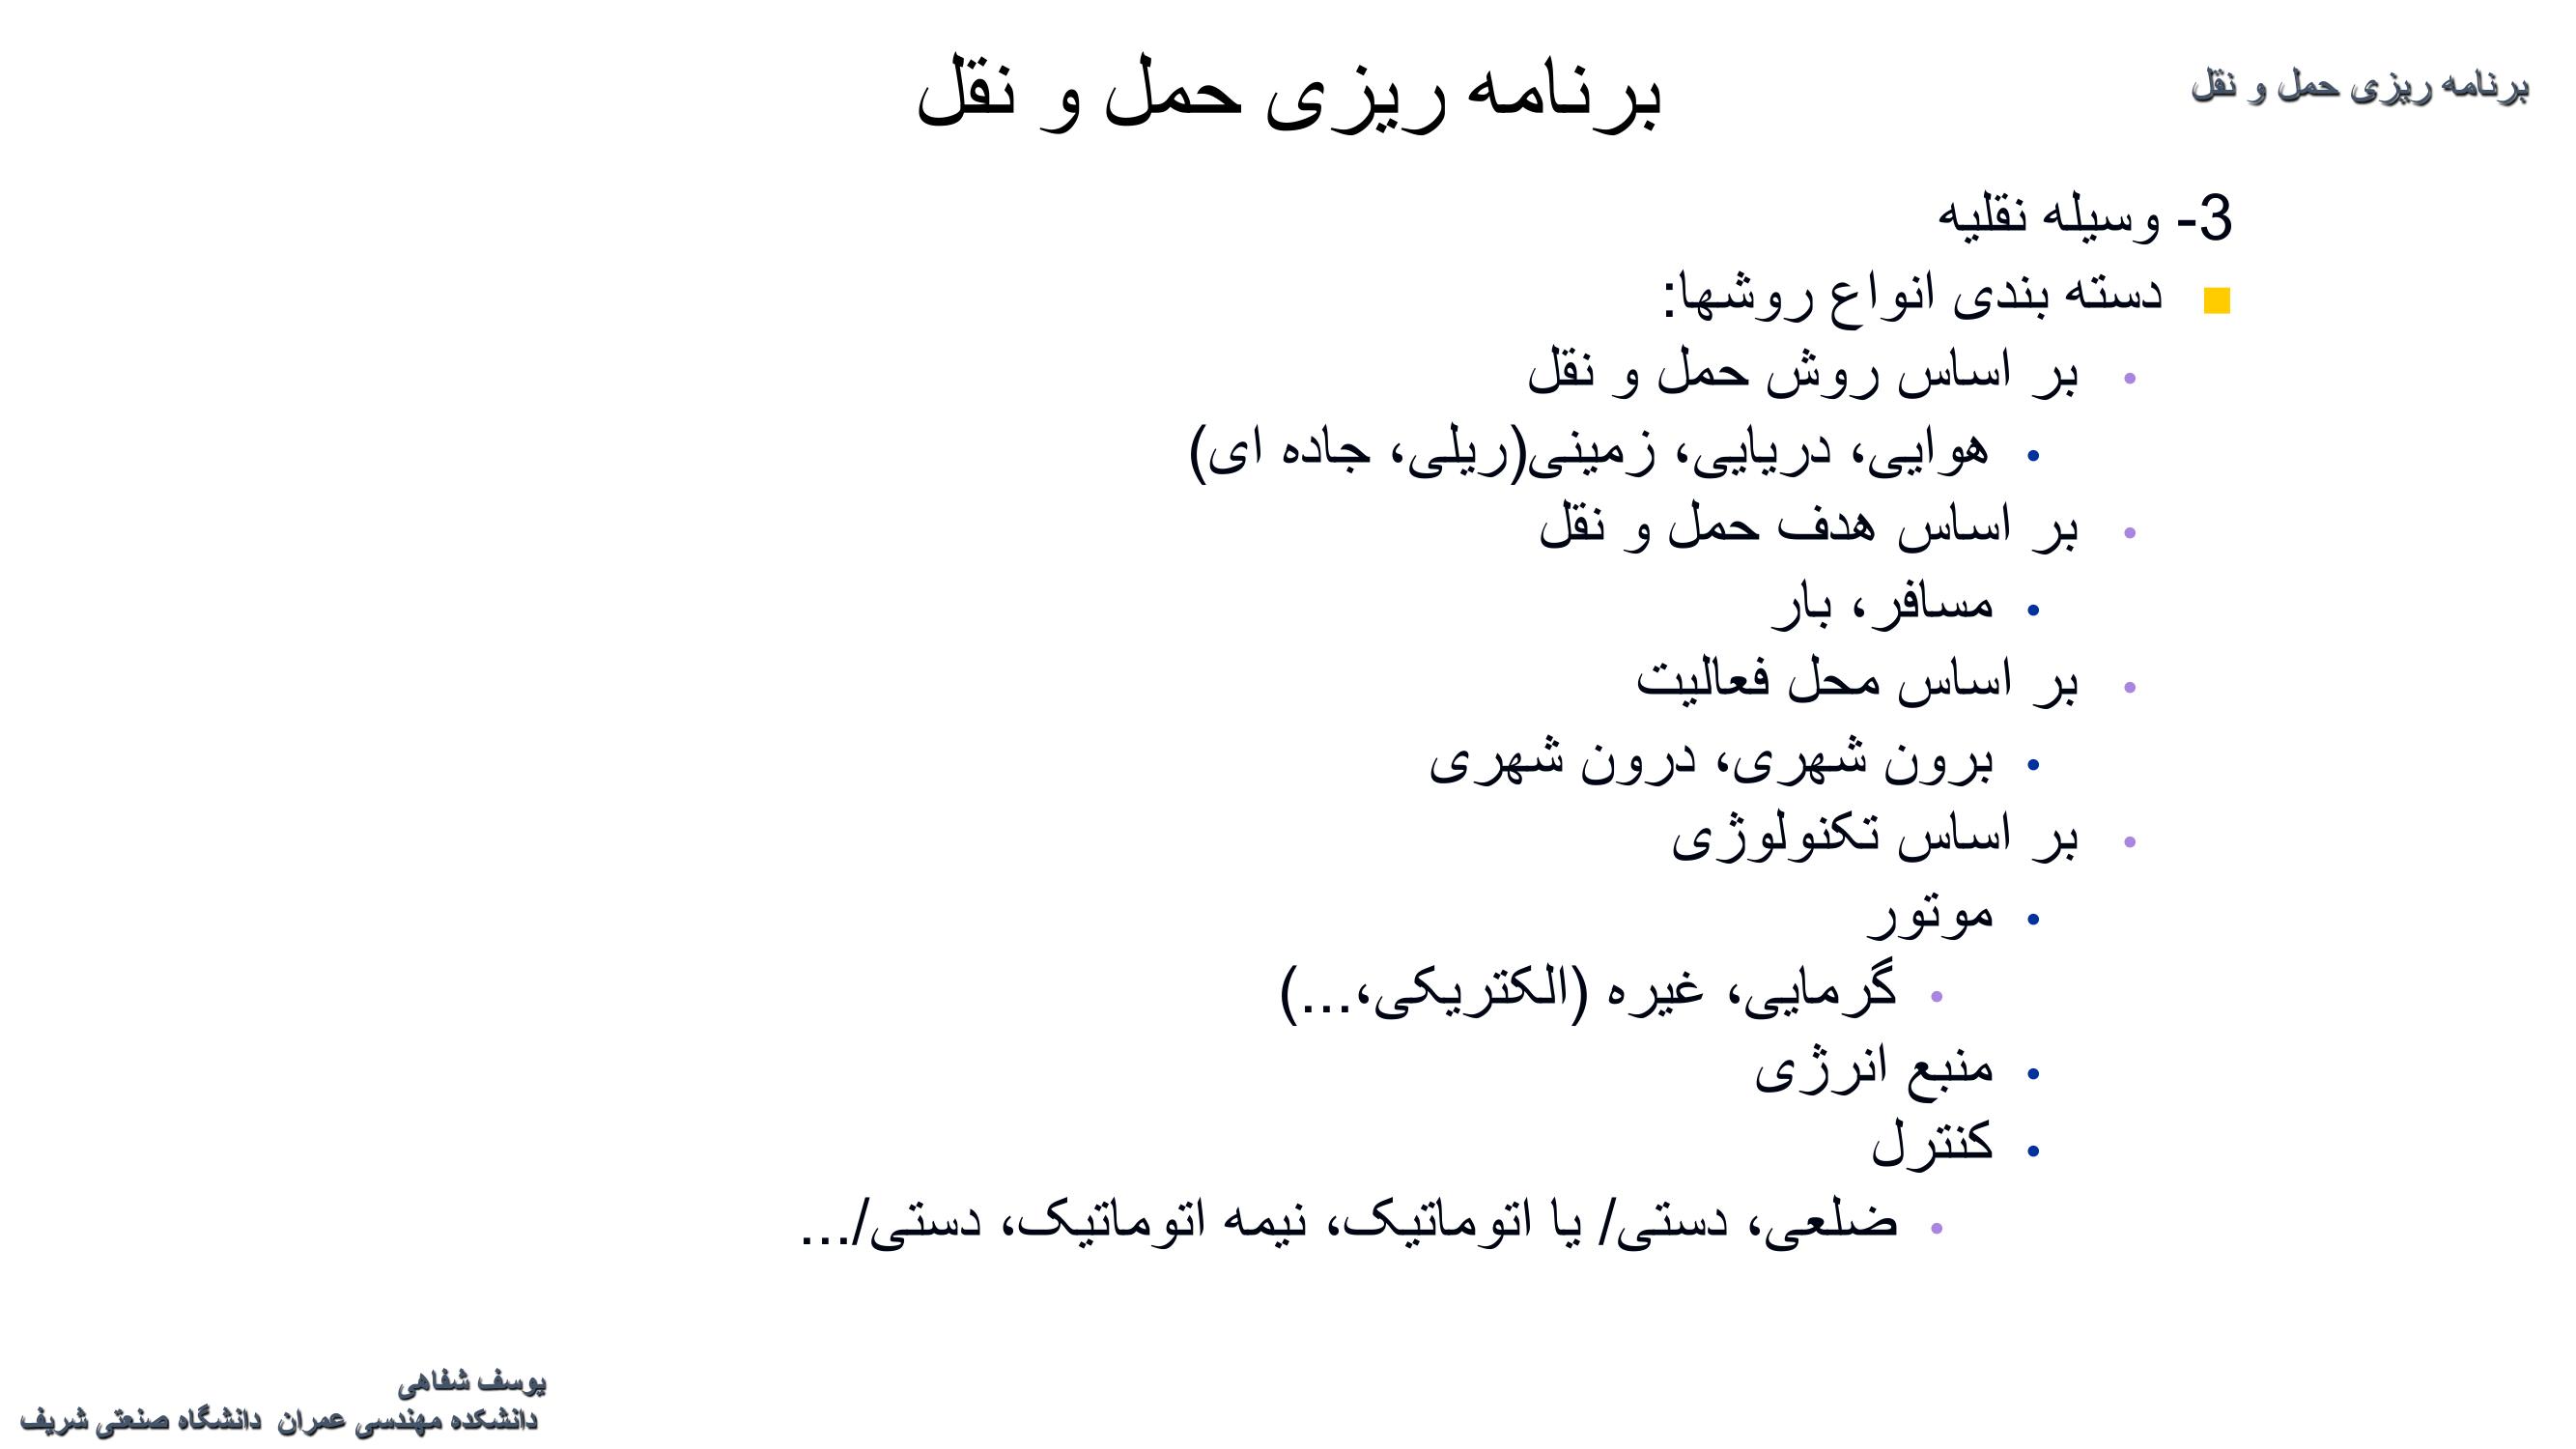 برنامه ریزی حمل و نقل
برنامه ریزی حمل و نقل
3- وسیله نقلیه
دسته بندی انواع روشها:
بر اساس روش حمل و نقل
هوایی، دریایی، زمینی(ریلی، جاده ای)
بر اساس هدف حمل و نقل
مسافر، بار
بر اساس محل فعالیت
برون شهری، درون شهری
بر اساس تکنولوژی
موتور
گرمایی، غیره (الکتریکی،...)
منبع انرژی
کنترل
ضلعی، دستی/ یا اتوماتیک، نیمه اتوماتیک، دستی/...
یوسف شفاهی
دانشکده مهندسی عمران دانشگاه صنعتی شریف